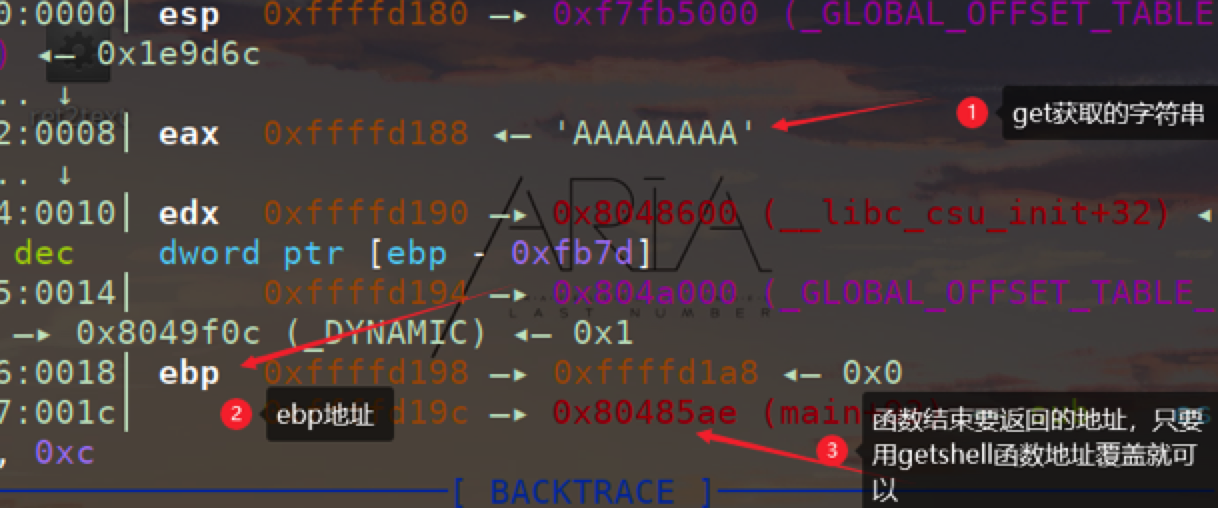 0:0000| esp 0xffffd180 —▸ 0xf7fb5000 (_GLOBAL_OFFSET_TABLE
) ◂— 0x1e9d6c
.. ↓
2:0008| eax 0xffffd188 ◂— 'AAAAAAAA'
1 get获取的字符串
.. ↓
4:0010| edx 0xffffd190 —▸ 0x8048600 (__libc_csu_init+32) ◂
dec dword ptr [ebp - 0xfb7d]
5:0014| 0xffffd194 —▸ 0x804a000 (_GLOBAL_OFFSET_TABLE_
—▸ 0x8049f0c (_DYNAMIC) ◂— 0x1
6:0018| ebp 0xffffd198 —▸ 0xffffd1a8 ◂— 0x0
7:001c| 0xffffd19c —▸ 0x80485ae (main
2 ebp地址
3 函数结束要返回的地址，只要
用getshell函数地址覆盖就可
以
, 0xc
[ BACKTRACE ]
ARIA
LAST NUMBER